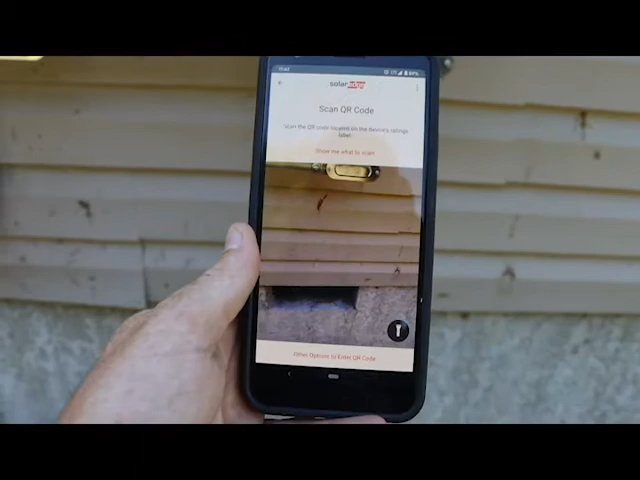 solaredge
Scan QR Code
Scan the QR code located on the device's ratings
label.
Show me what to scan
Other Options to Enter QR Code